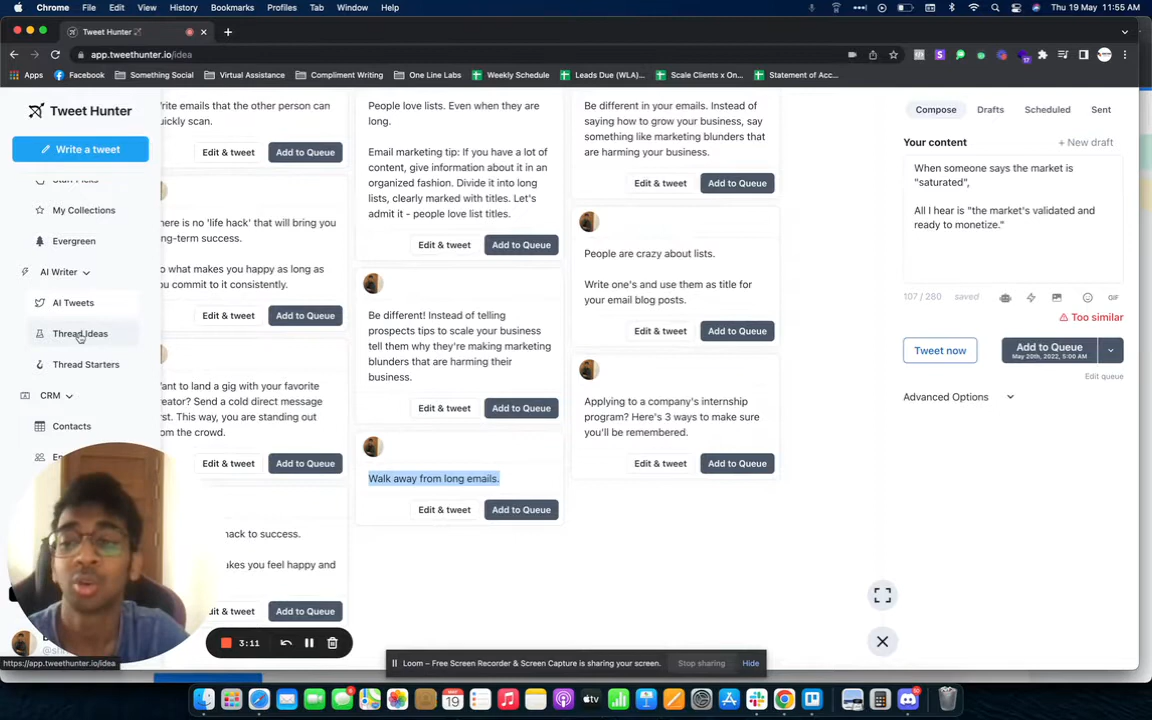 Chrome File Edit View History Bookmarks Profiles Tab Window Help
Thu 19 May 11:55 AM
Tweet Hunter
app.tweethunter.io/idea
Apps Facebook Something Social Virtual Assistance Compliment Writing One Line Labs Weekly Schedule Leads Due (WLA)... Scale Clients x On... Statement of Acc...
Tweet Hunter
Write a tweet
Staff Picks
My Collections
Evergreen
AI Writer
AI Tweets
Thread Ideas
Thread Starters
CRM
Contacts
rite emails that the other person can
uickly scan.
Edit & tweet Add to Queue
here is no 'life hack' that will bring you
ng-term success.
o what makes you happy as long as
ou commit to it consistently.
Edit & tweet Add to Queue
ant to land a gig with your favorite
reator? Send a cold direct message
rst. This way, you are standing out
om the crowd.
Edit & tweet Add to Queue
hack to success.
akes you feel happy and
dit & tweet Add to Queue
People love lists. Even when they are
long.
Email marketing tip: If you have a lot of
content, give information about it in an
organized fashion. Divide it into long
lists, clearly marked with titles. Let's
admit it - people love list titles.
Edit & tweet Add to Queue
Be different! Instead of telling
prospects tips to scale your business
tell them why they're making marketing
blunders that are harming their
business.
Edit & tweet Add to Queue
Walk away from long emails.
Edit & tweet Add to Queue
Be different in your emails. Instead of
saying how to grow your business, say
something like marketing blunders that
are harming your business.
Edit & tweet Add to Queue
People are crazy about lists.
Write one's and use them as title for
your email blog posts.
Edit & tweet Add to Queue
Applying to a company's internship
program? Here's 3 ways to make sure
you'll be remembered.
Edit & tweet Add to Queue
Compose Drafts Scheduled Sent
Your content + New draft
When someone says the market is
"saturated",
All I hear is "the market's validated and
ready to monetize."
107 / 280 saved GIF
Too similar
Tweet now Add to Queue
May 20th, 2022, 5:00 AM
Edit queue
Advanced Options
3:11
https://app.tweethunter.io/idea
Loom – Free Screen Recorder & Screen Capture is sharing your screen. Stop sharing Hide